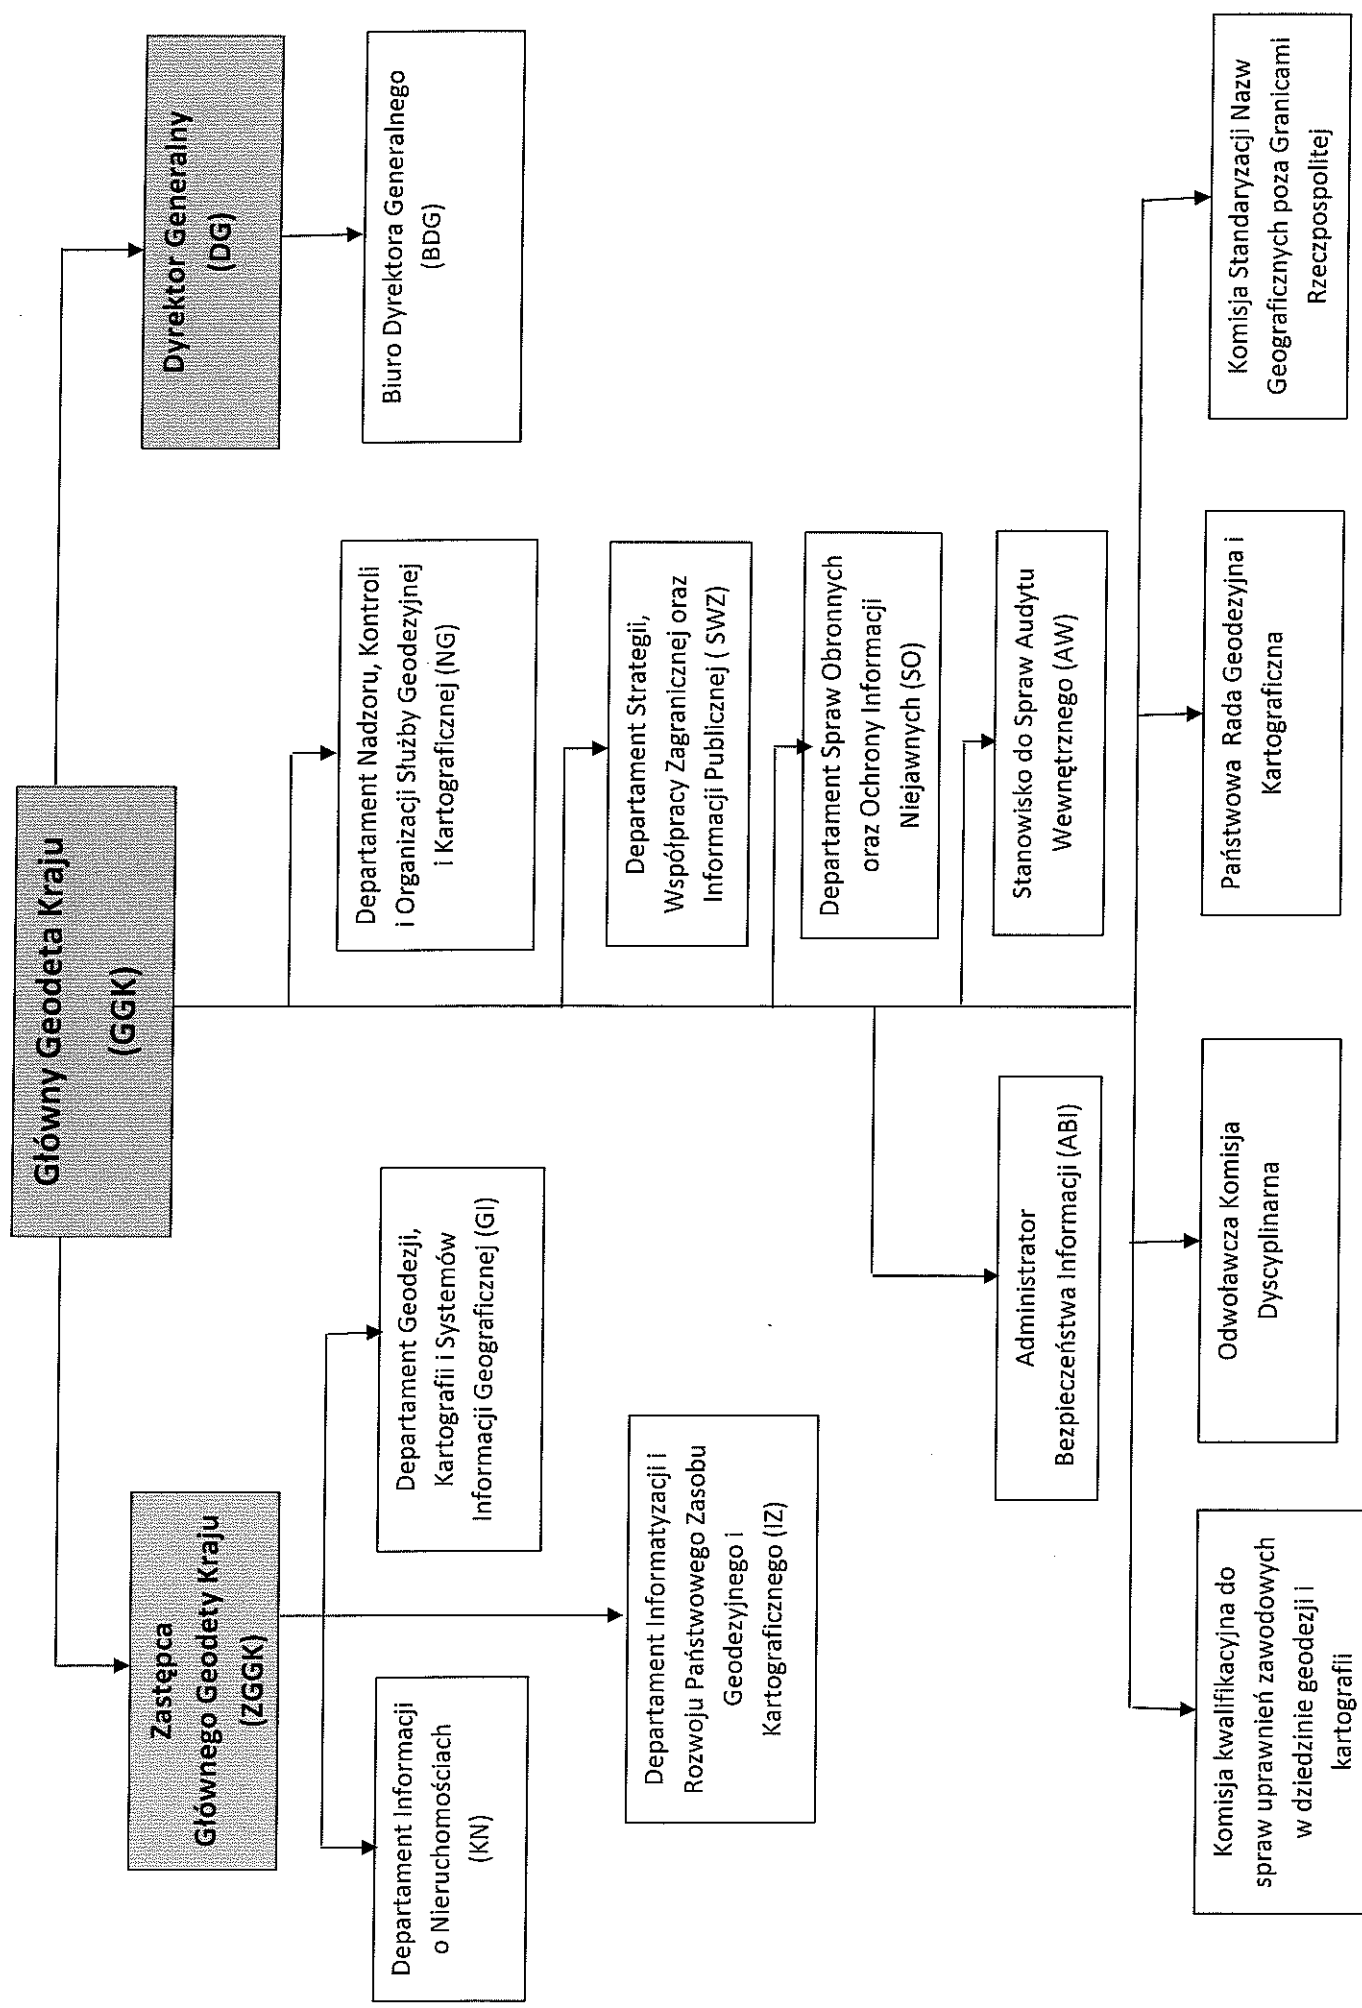 Główny Geodeta Kraju
(GGK)
Zastępca
Głównego Geodety Kraju
(ZGGK)
Dyrektor Generalny
(DG)
Departament Informacji
o Nieruchomościach
(KN)
Departament Geodezji,
Kartografii i Systemów
Informacji Geograficznej (GI)
Departament Nadzoru, Kontroli
i Organizacji Służby Geodezyjnej
i Kartograficznej (NG)
Biuro Dyrektora Generalnego
(BDG)
Departament Informatyzacji i
Rozwoju Państwowego Zasobu
Geodezyjnego i
Kartograficznego (IZ)
Departament Strategii,
Współpracy Zagranicznej oraz
Informacji Publicznej ( SWZ)
Departament Spraw Obronnych
oraz Ochrony Informacji
Niejawnych (SO)
Administrator
Bezpieczeństwa Informacji (ABI)
Stanowisko do Spraw Audytu
Wewnętrznego (AW)
Komisja kwalifikacyjna do
spraw uprawnień zawodowych
w dziedzinie geodezji i
kartografii
Odwoławcza Komisja
Dyscyplinarna
Państwowa Rada Geodezyjna i
Kartograficzna
Komisja Standaryzacji Nazw
Geograficznych poza Granicami
Rzeczpospolitej